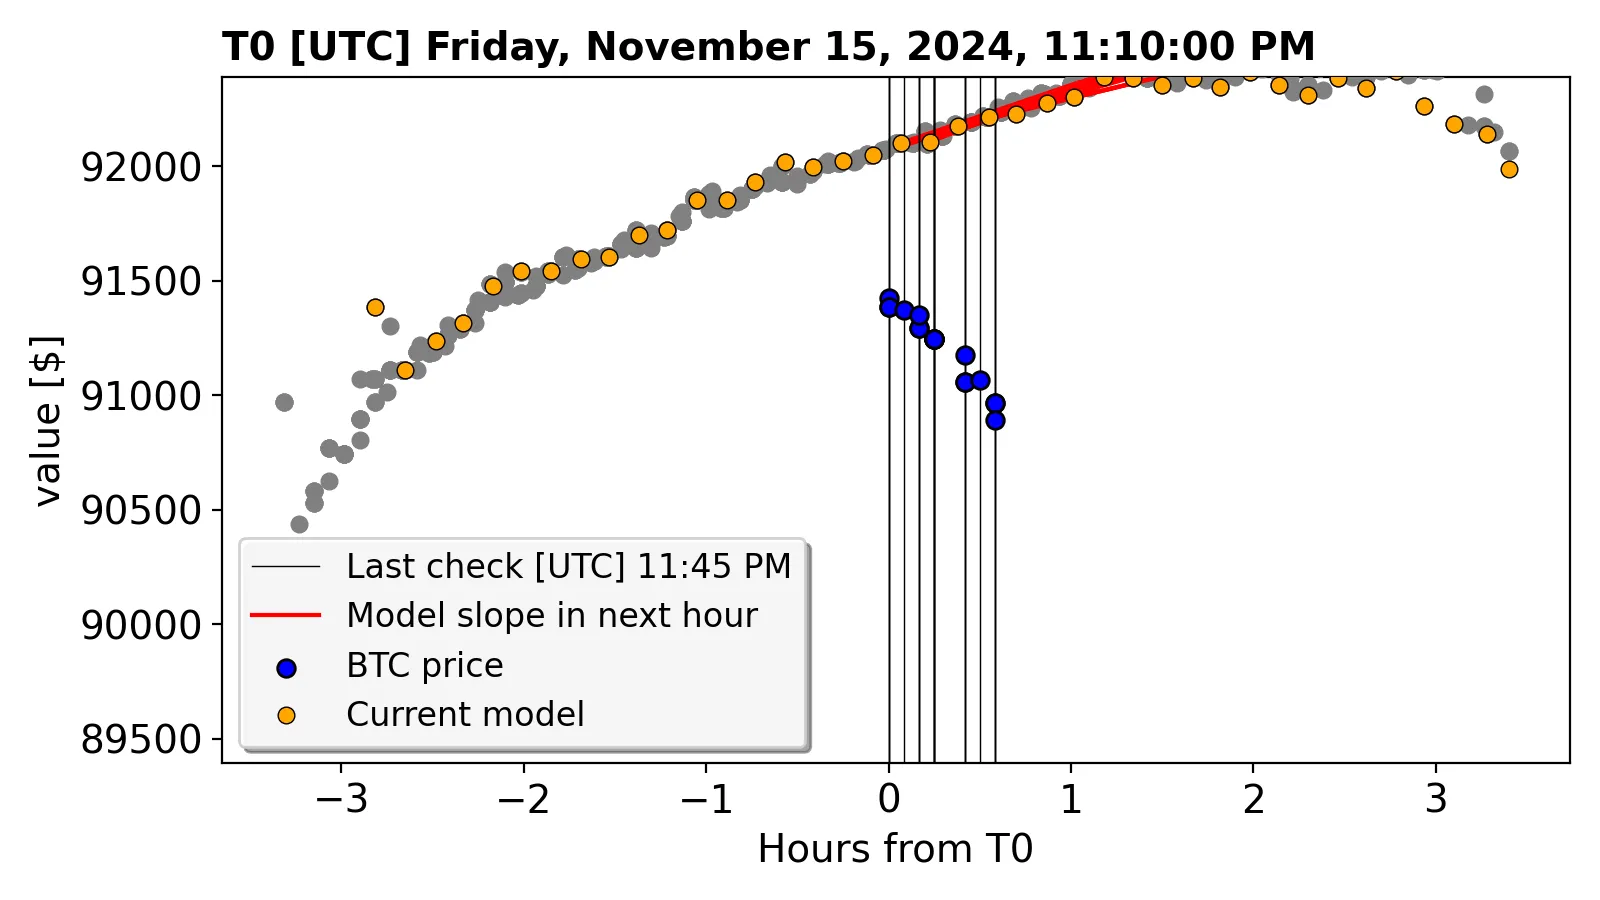 T0 [UTC] Friday, November 15, 2024, 11:10:00 PM
value [$]
92000
91500
91000
90500
90000
89500
Last check [UTC] 11:45 PM
Model slope in next hour
BTC price
Current model
−3 −2 −1 0 1 2 3
Hours from T0